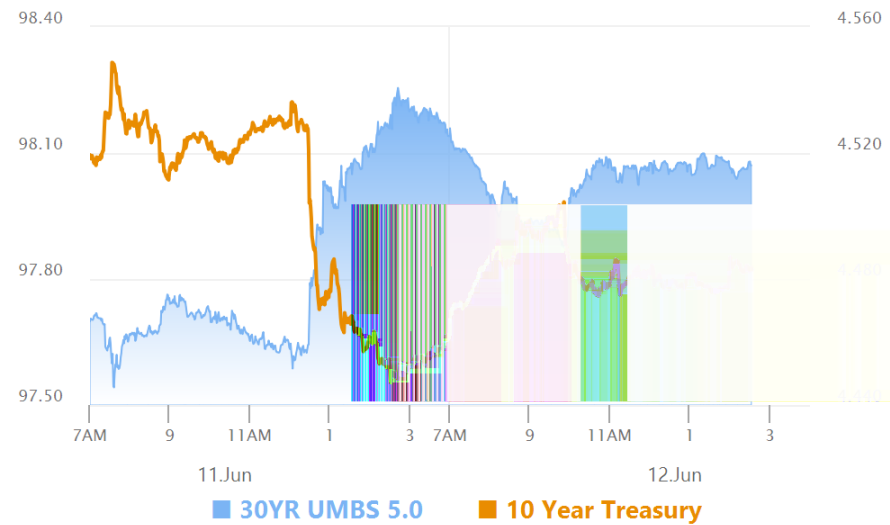 98.40 4.560
98.10 4.520
97.80
97.50
7AM 9 11AM 1 3 7AM 9 11AM 1 3
11.Jun 12.Jun
30YR UMBS 5.0 10 Year Treasury